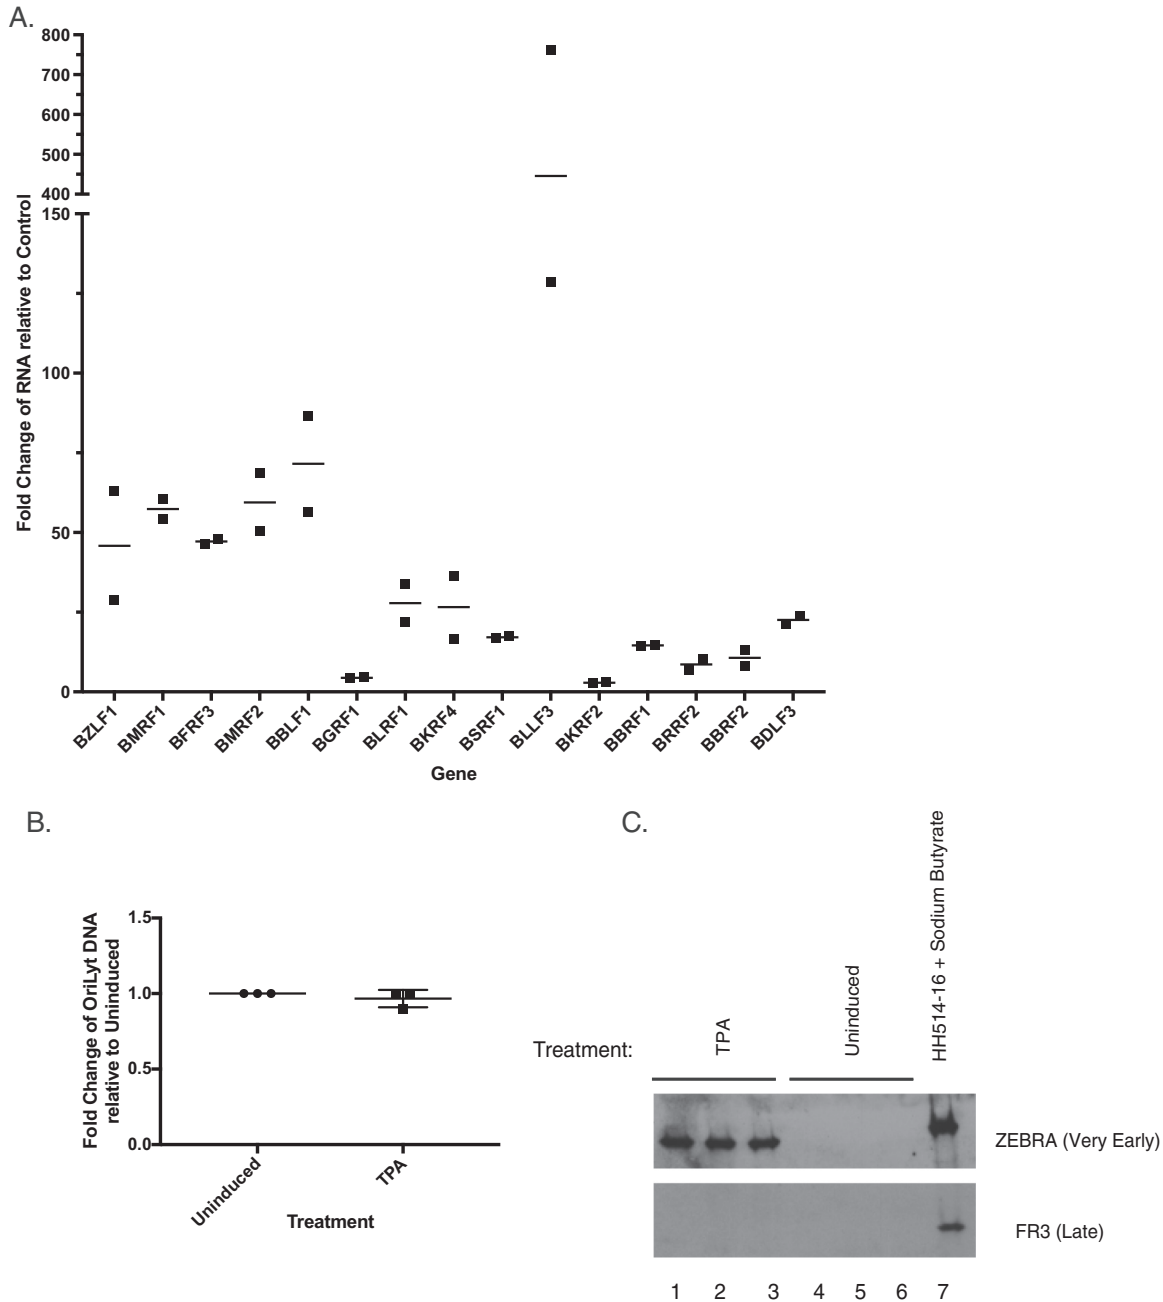 A.
Fold Change of RNA relative to Control
800
700
600
500
400
150
100
50
0
BZLF1
BMRF1
BFRF3
BMRF2
BBLF1
BGRF1
BLRF1
BKRF4
BSRF1
BLLF3
BKRF2
BBRF1
BRRF2
BBRF2
BDLF3
Gene
B.
Fold Change of OriLyt DNA
relative to Uninduced
1.5
1.0
0.5
0.0
Uninduced
TPA
Treatment
C.
Treatment:
TPA
Uninduced
HH514-16 + Sodium Butyrate
ZEBRA (Very Early)
FR3 (Late)
1 2 3 4 5 6 7